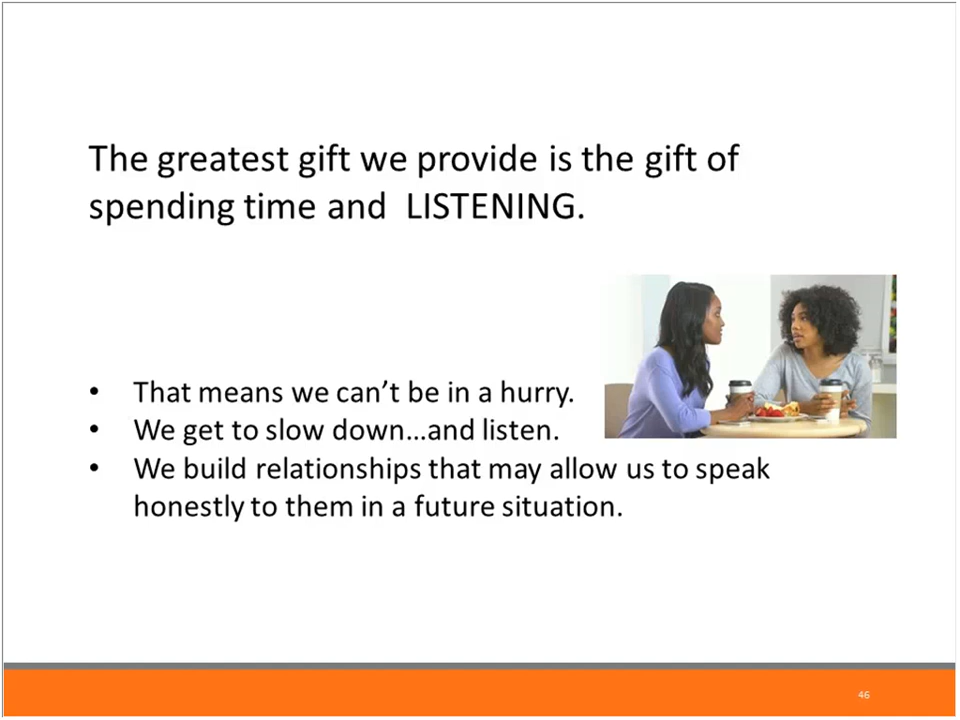 The greatest gift we provide is the gift of
spending time and  LISTENING.
• That means we can’t be in a hurry.
• We get to slow down…and listen.
• We build relationships that may allow us to speak
honestly to them in a future situation.
46